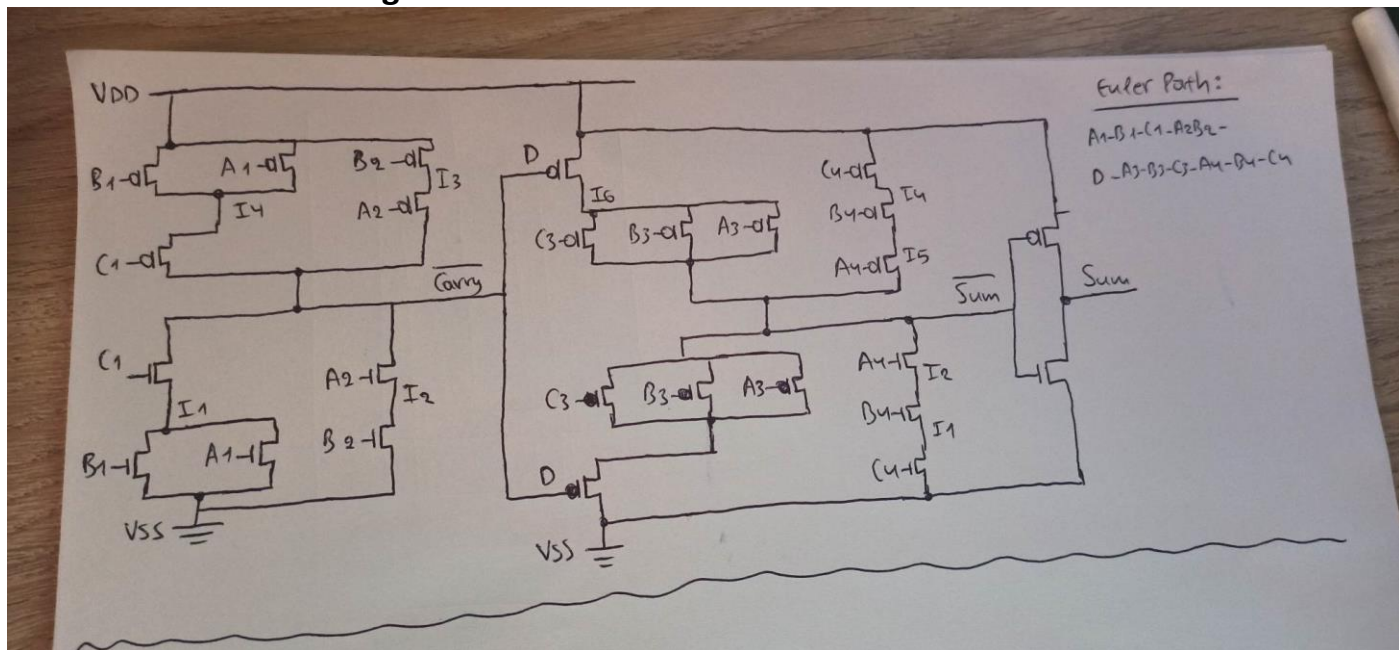 VDD
Euler Path:
A1-B1-C1-A2B2-
D-A3-B3-C3-A4-B4-C4
B1
A1
B2
I3
A2
I4
C1
D
I6
C3
B3
A3
C4
I4
B4
I5
A4
Carry
Sum
Sum
C1
I1
B1
A1
A2
I2
B2
VSS
C3
B3
A3
D
A4
I2
B4
I1
C4
VSS